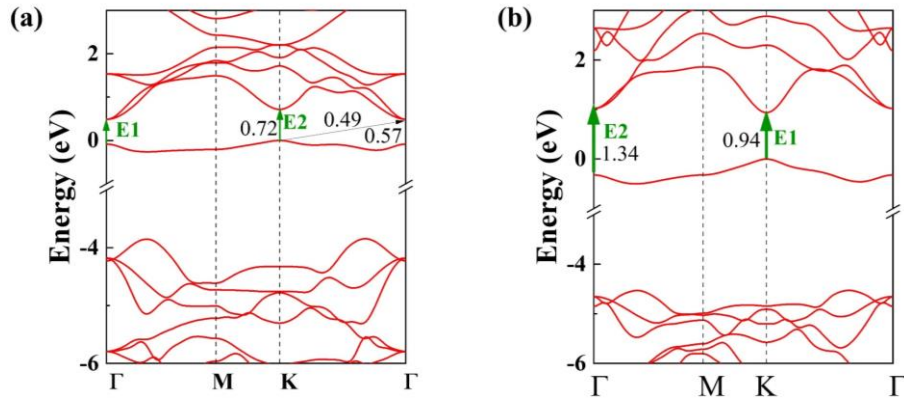 (a)
Energy (eV)
2
0
-4
-6
E1
0.72
E2
0.49
0.57
Γ
M
K
Γ
(b)
Energy (eV)
2
0
-4
-6
E2
1.34
0.94
E1
Γ
M
K
Γ